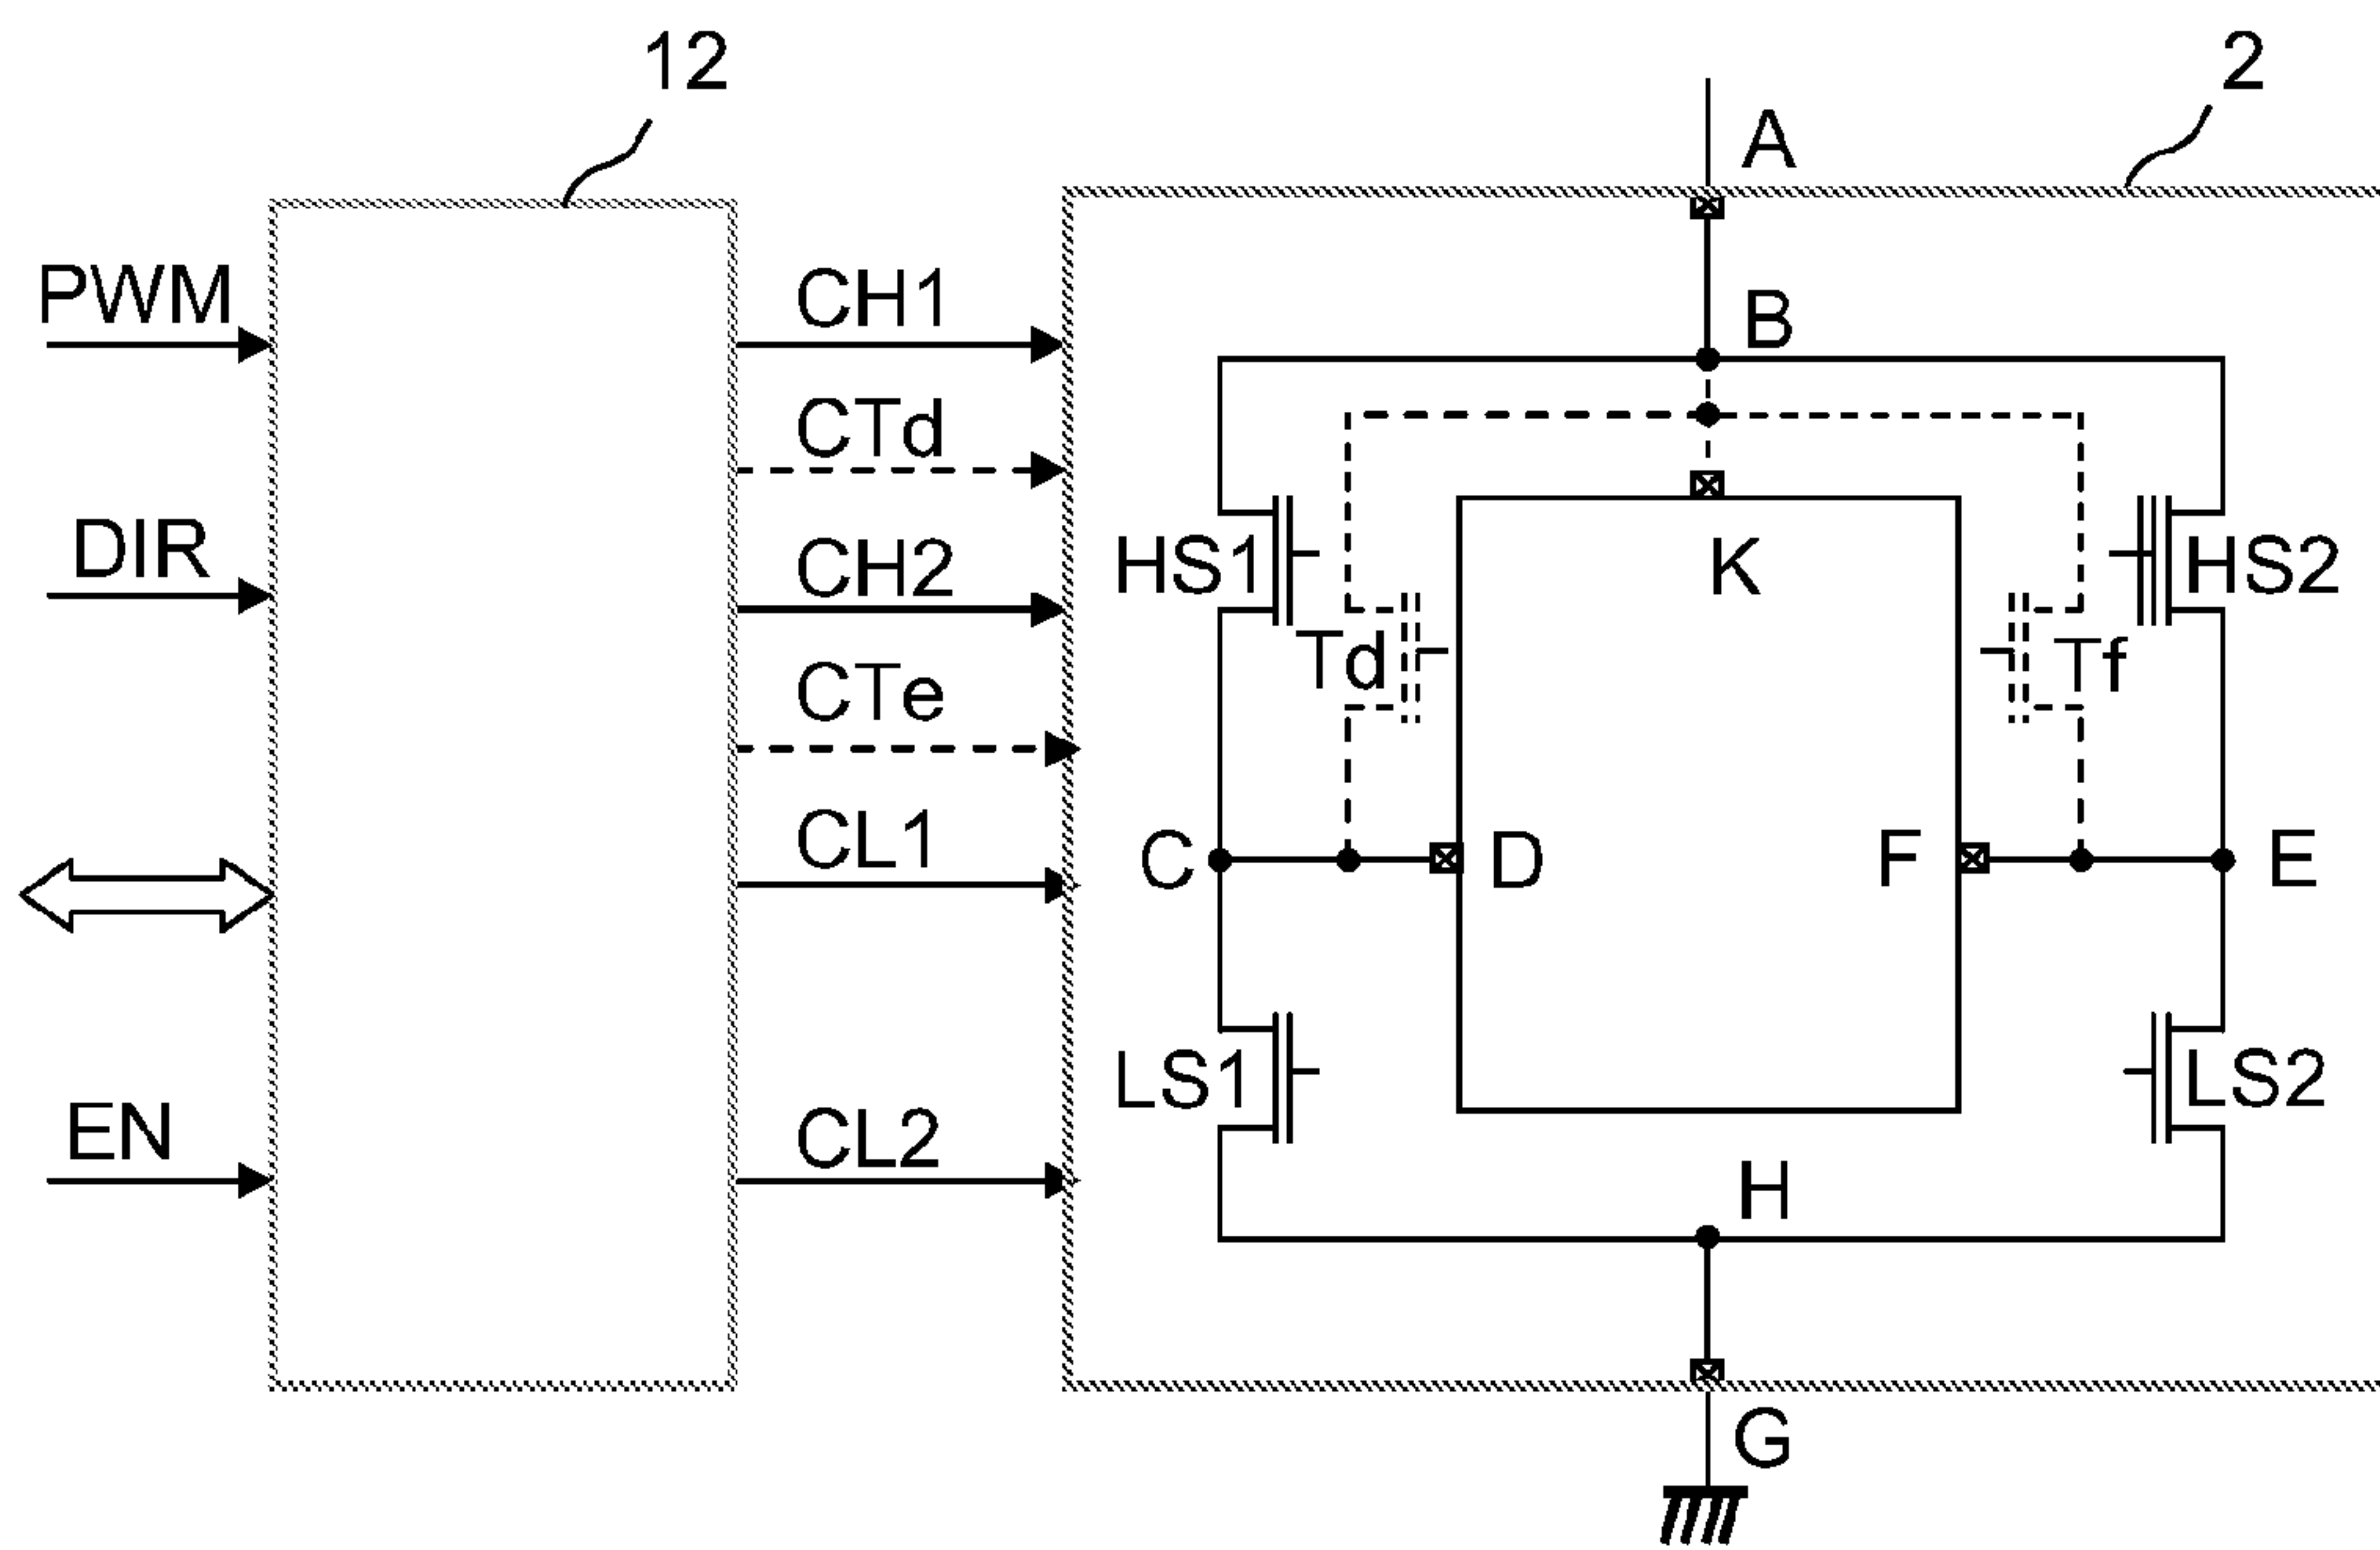 12
2
A
PWM
CH1
B
CTd
DIR
CH2
HS1
K
HS2
Td
Tf
CTe
CL1
C
D
F
E
LS1
LS2
EN
CL2
H
G